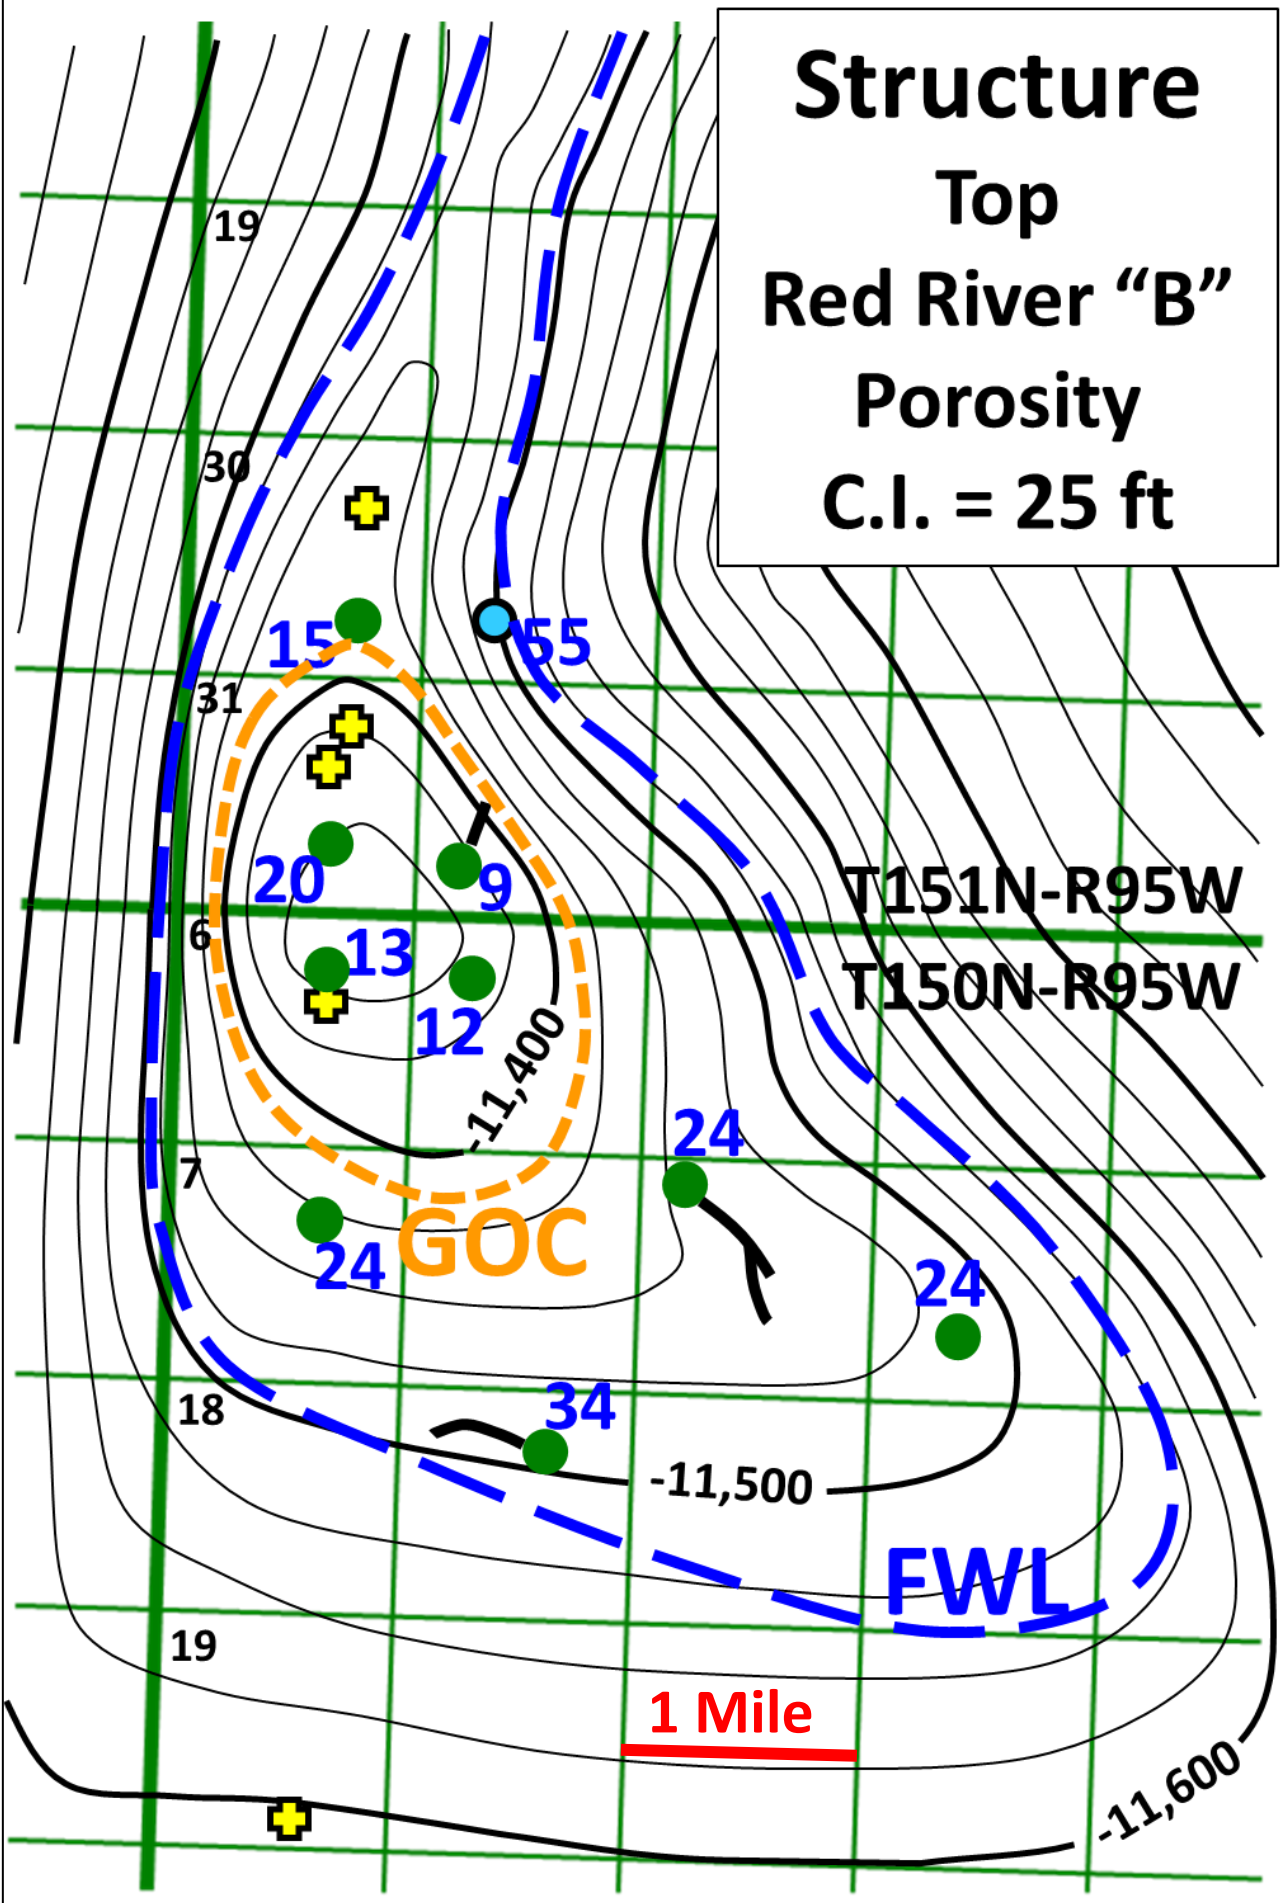 Structure
Top
Red River “B”
Porosity
C.I. = 25 ft
19
30
15
55
31
20
9
T151N-R95W
6
13
T150N-R95W
12
-11,400
24
7
GOC
24
24
18
34
-11,500
FWL
19
1 Mile
-11,600